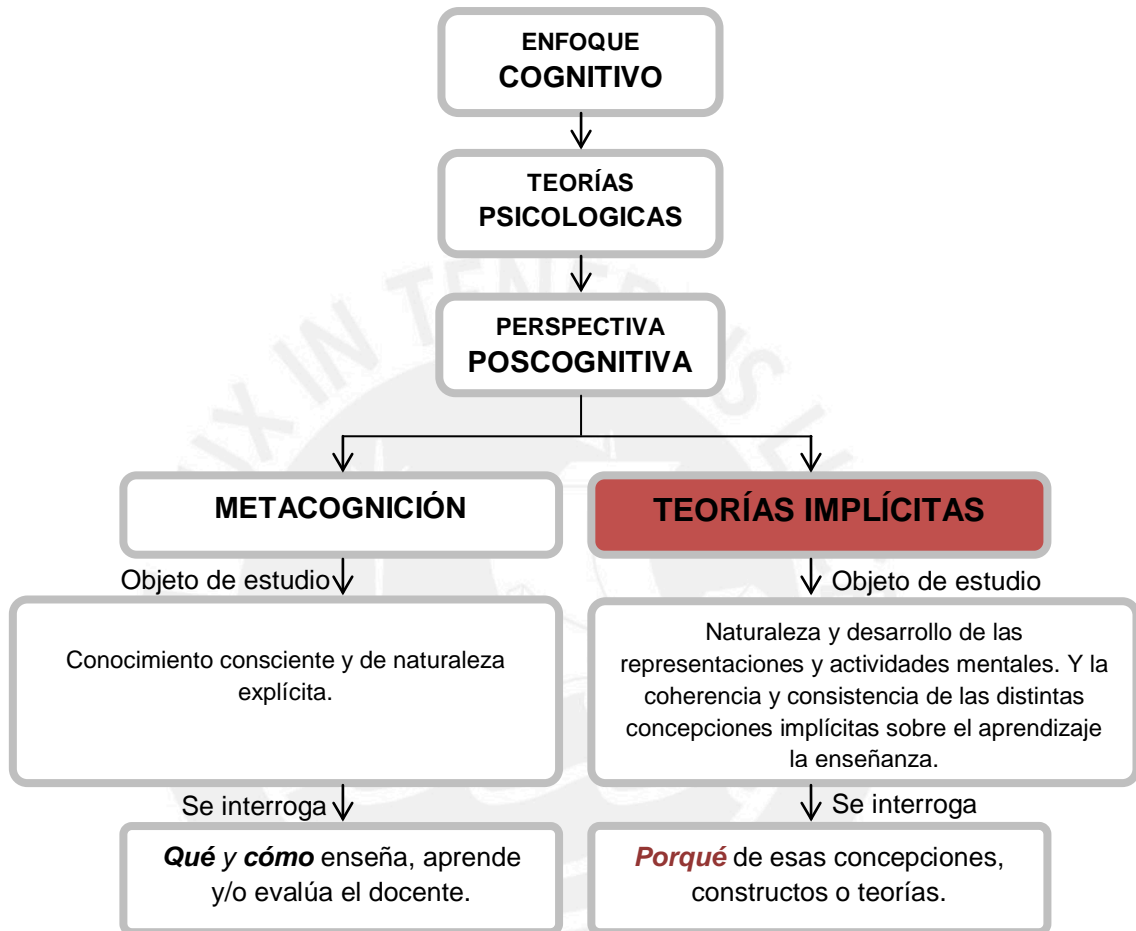 ENFOQUE
COGNITIVO
TEORÍAS
PSICOLOGICAS
PERSPECTIVA
POSCOGNITIVA
METACOGNICIÓN
TEORÍAS IMPLÍCITAS
Objeto de estudio
Objeto de estudio
Conocimiento consciente y de naturaleza
explícita.
Naturaleza y desarrollo de las
representaciones y actividades mentales. Y la
coherencia y consistencia de las distintas
concepciones implícitas sobre el aprendizaje
la enseñanza.
Se interroga
Se interroga
Qué y cómo enseña, aprende
y/o evalúa el docente.
Porqué de esas concepciones,
constructos o teorías.